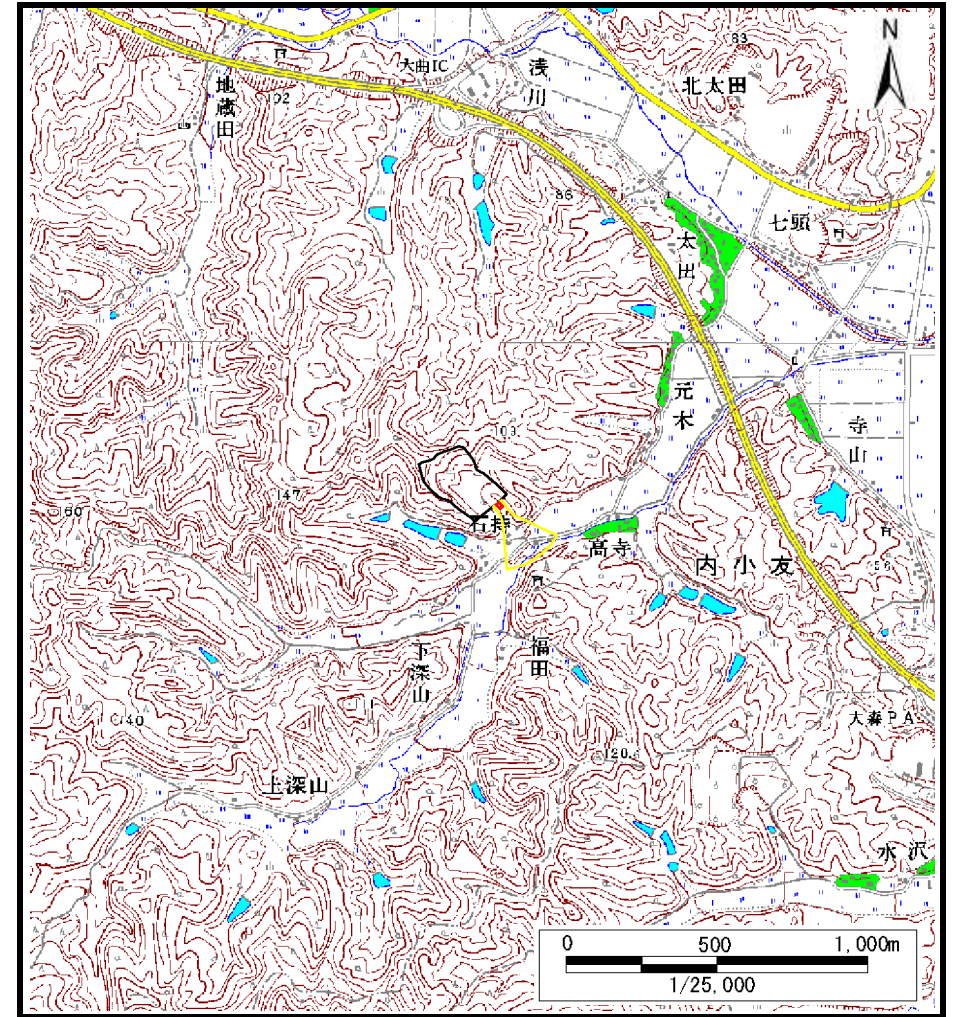 N
83
大曲IC
浅川
北太田
地蔵田
102
86
太田
七頭
元木
寺山
103
147
160
石持
高寺
内小友
56
福田
下深山
140
大森PA
120
上深山
水沢
0 500 1,000m
1/25,000